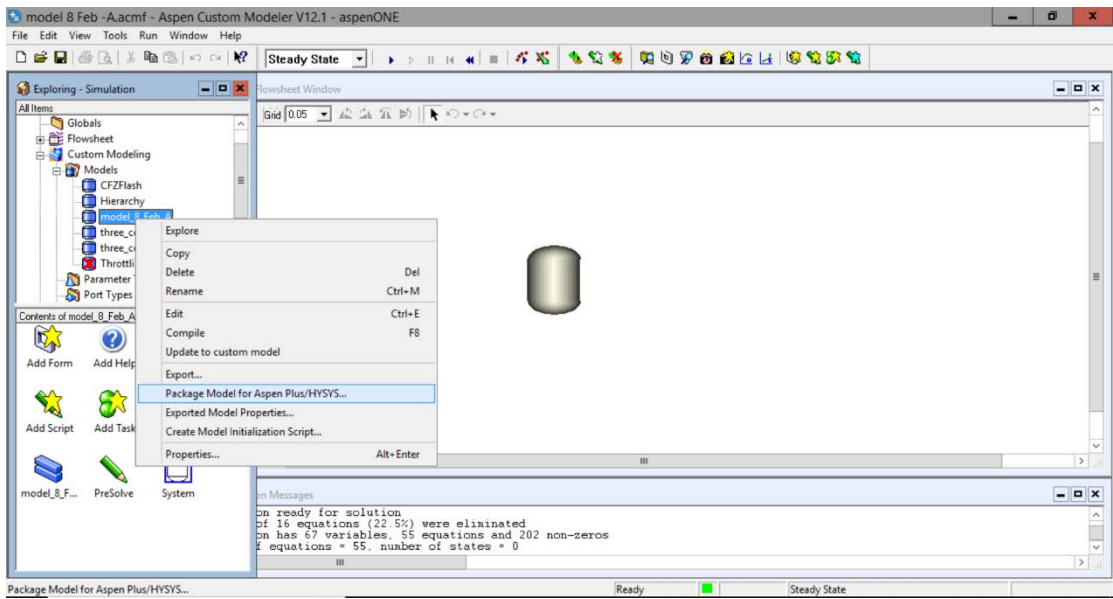 model 8 Feb -A.acmf - Aspen Custom Modeler V12.1 - aspenONE
File Edit View Tools Run Window Help
Steady State
Exploring - Simulation
Flowsheet Window
All Items
Grid 0.05
Globals
Flowsheet
Custom Modeling
Models
CFZFlash
Hierarchy
model_8_Feb_A
three_c
three_c
Throttli
Parameter
Port Types
Explore
Copy
Delete Del
Rename Ctrl+M
Edit Ctrl+E
Compile F8
Update to custom model
Export...
Package Model for Aspen Plus/HYSYS...
Exported Model Properties...
Create Model Initialization Script...
Properties... Alt+Enter
Contents of model_8_Feb_A
Add Form Add Help
Add Script Add Task
model_8_F... PreSolve System
on Messages
on ready for solution
of 16 equations (22.5%) were eliminated
on has 67 variables, 55 equations and 202 non-zeros
f equations = 55, number of states = 0
Package Model for Aspen Plus/HYSYS... Ready Steady State